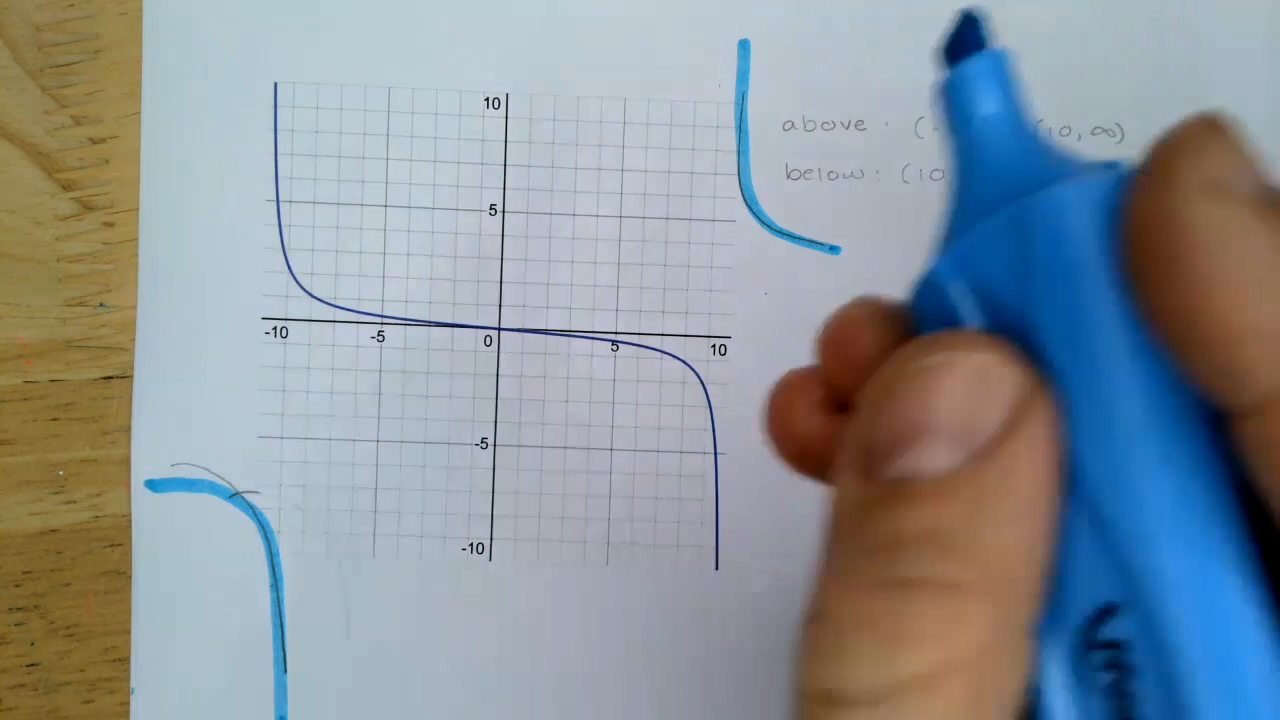 10
above : (- (10, ∞)
5
below: (10
-10 -5 0 5 10
-5
-10